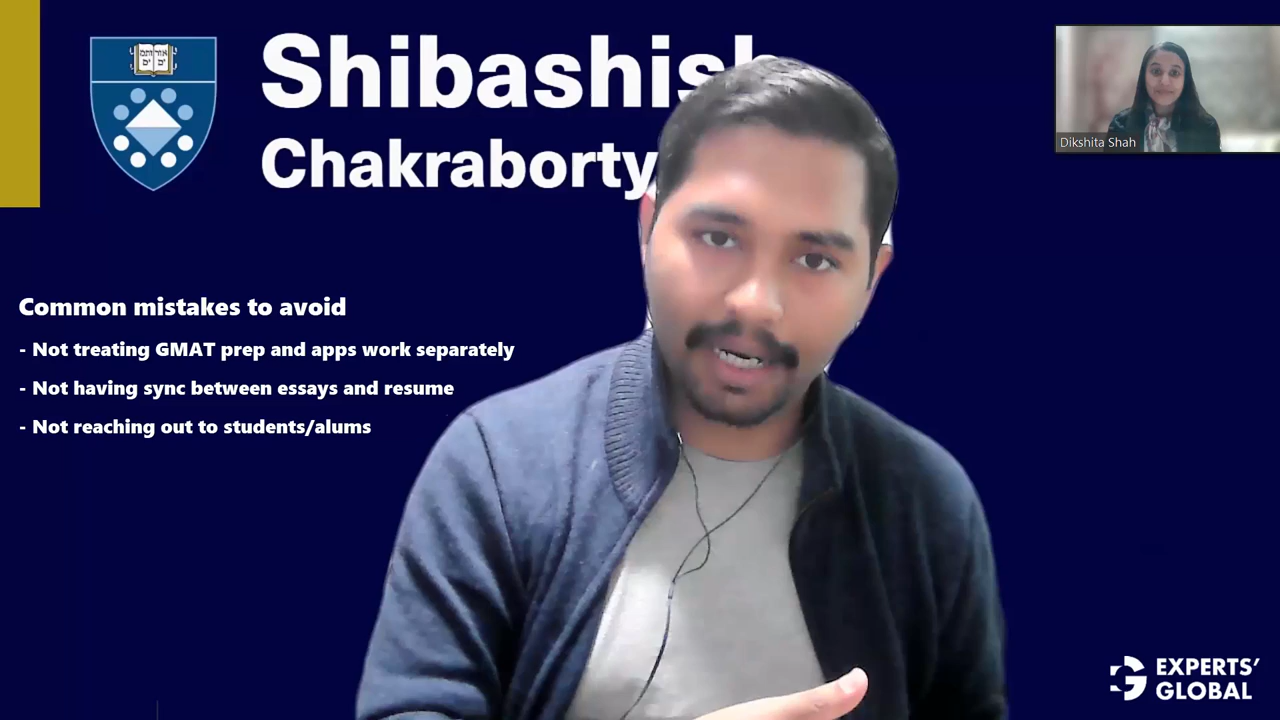 Shibashish
Chakraborty
Dikshita Shah
Common mistakes to avoid
- Not treating GMAT prep and apps work separately
- Not having sync between essays and resume
- Not reaching out to students/alums
EXPERTS’
GLOBAL